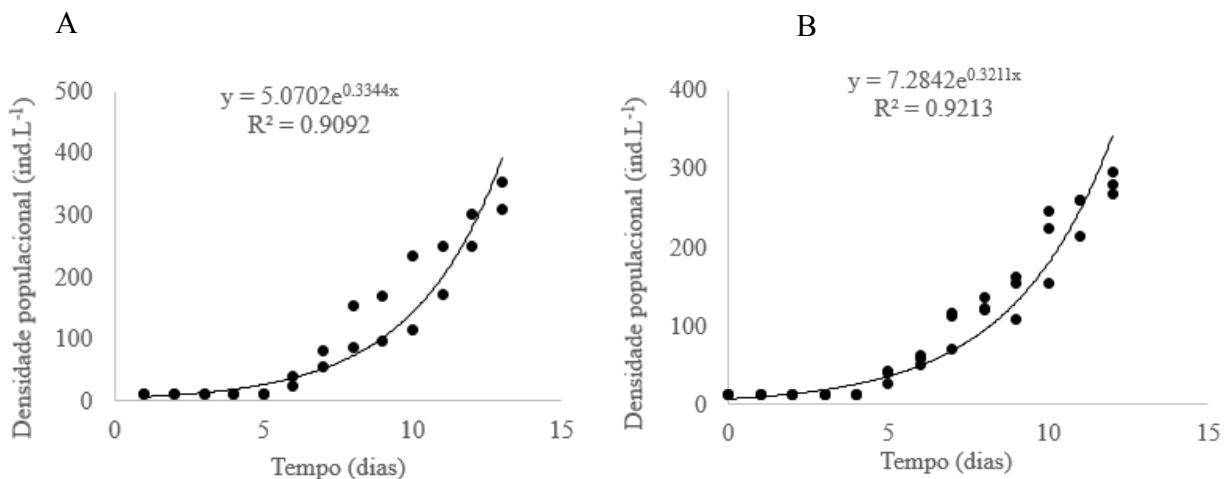 A
y = 5.0702e^0.3344x
R² = 0.9092
Densidade populacional (ind.L⁻¹)
500
400
300
200
100
0
0 5 10 15
Tempo (dias)
B
y = 7.2842e^0.3211x
R² = 0.9213
Densidade populacional (ind.L⁻¹)
400
300
200
100
0
0 5 10 15
Tempo (dias)